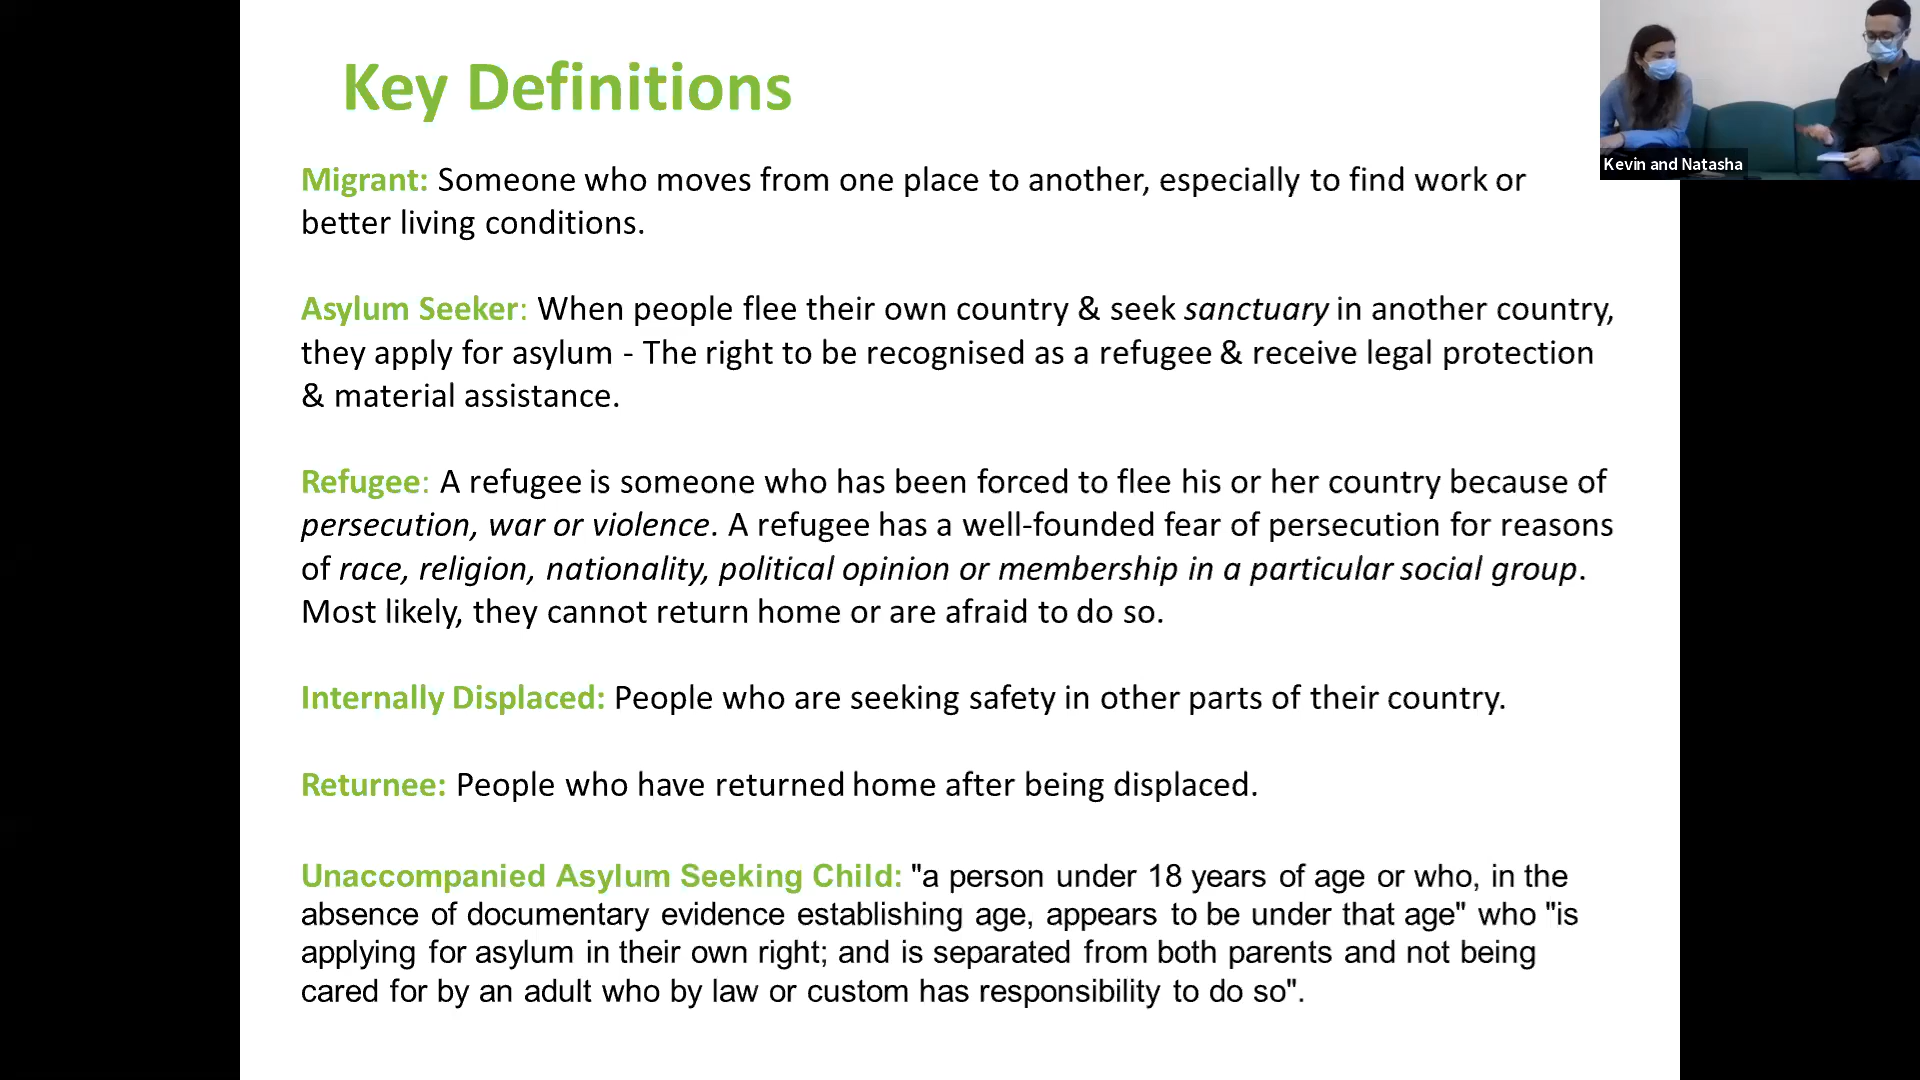 Key Definitions
Kevin and Natasha
Migrant: Someone who moves from one place to another, especially to find work or
better living conditions.
Asylum Seeker: When people flee their own country & seek sanctuary in another country,
they apply for asylum - The right to be recognised as a refugee & receive legal protection
& material assistance.
Refugee: A refugee is someone who has been forced to flee his or her country because of
persecution, war or violence. A refugee has a well-founded fear of persecution for reasons
of race, religion, nationality, political opinion or membership in a particular social group.
Most likely, they cannot return home or are afraid to do so.
Internally Displaced: People who are seeking safety in other parts of their country.
Returnee: People who have returned home after being displaced.
Unaccompanied Asylum Seeking Child: "a person under 18 years of age or who, in the
absence of documentary evidence establishing age, appears to be under that age" who "is
applying for asylum in their own right; and is separated from both parents and not being
cared for by an adult who by law or custom has responsibility to do so".